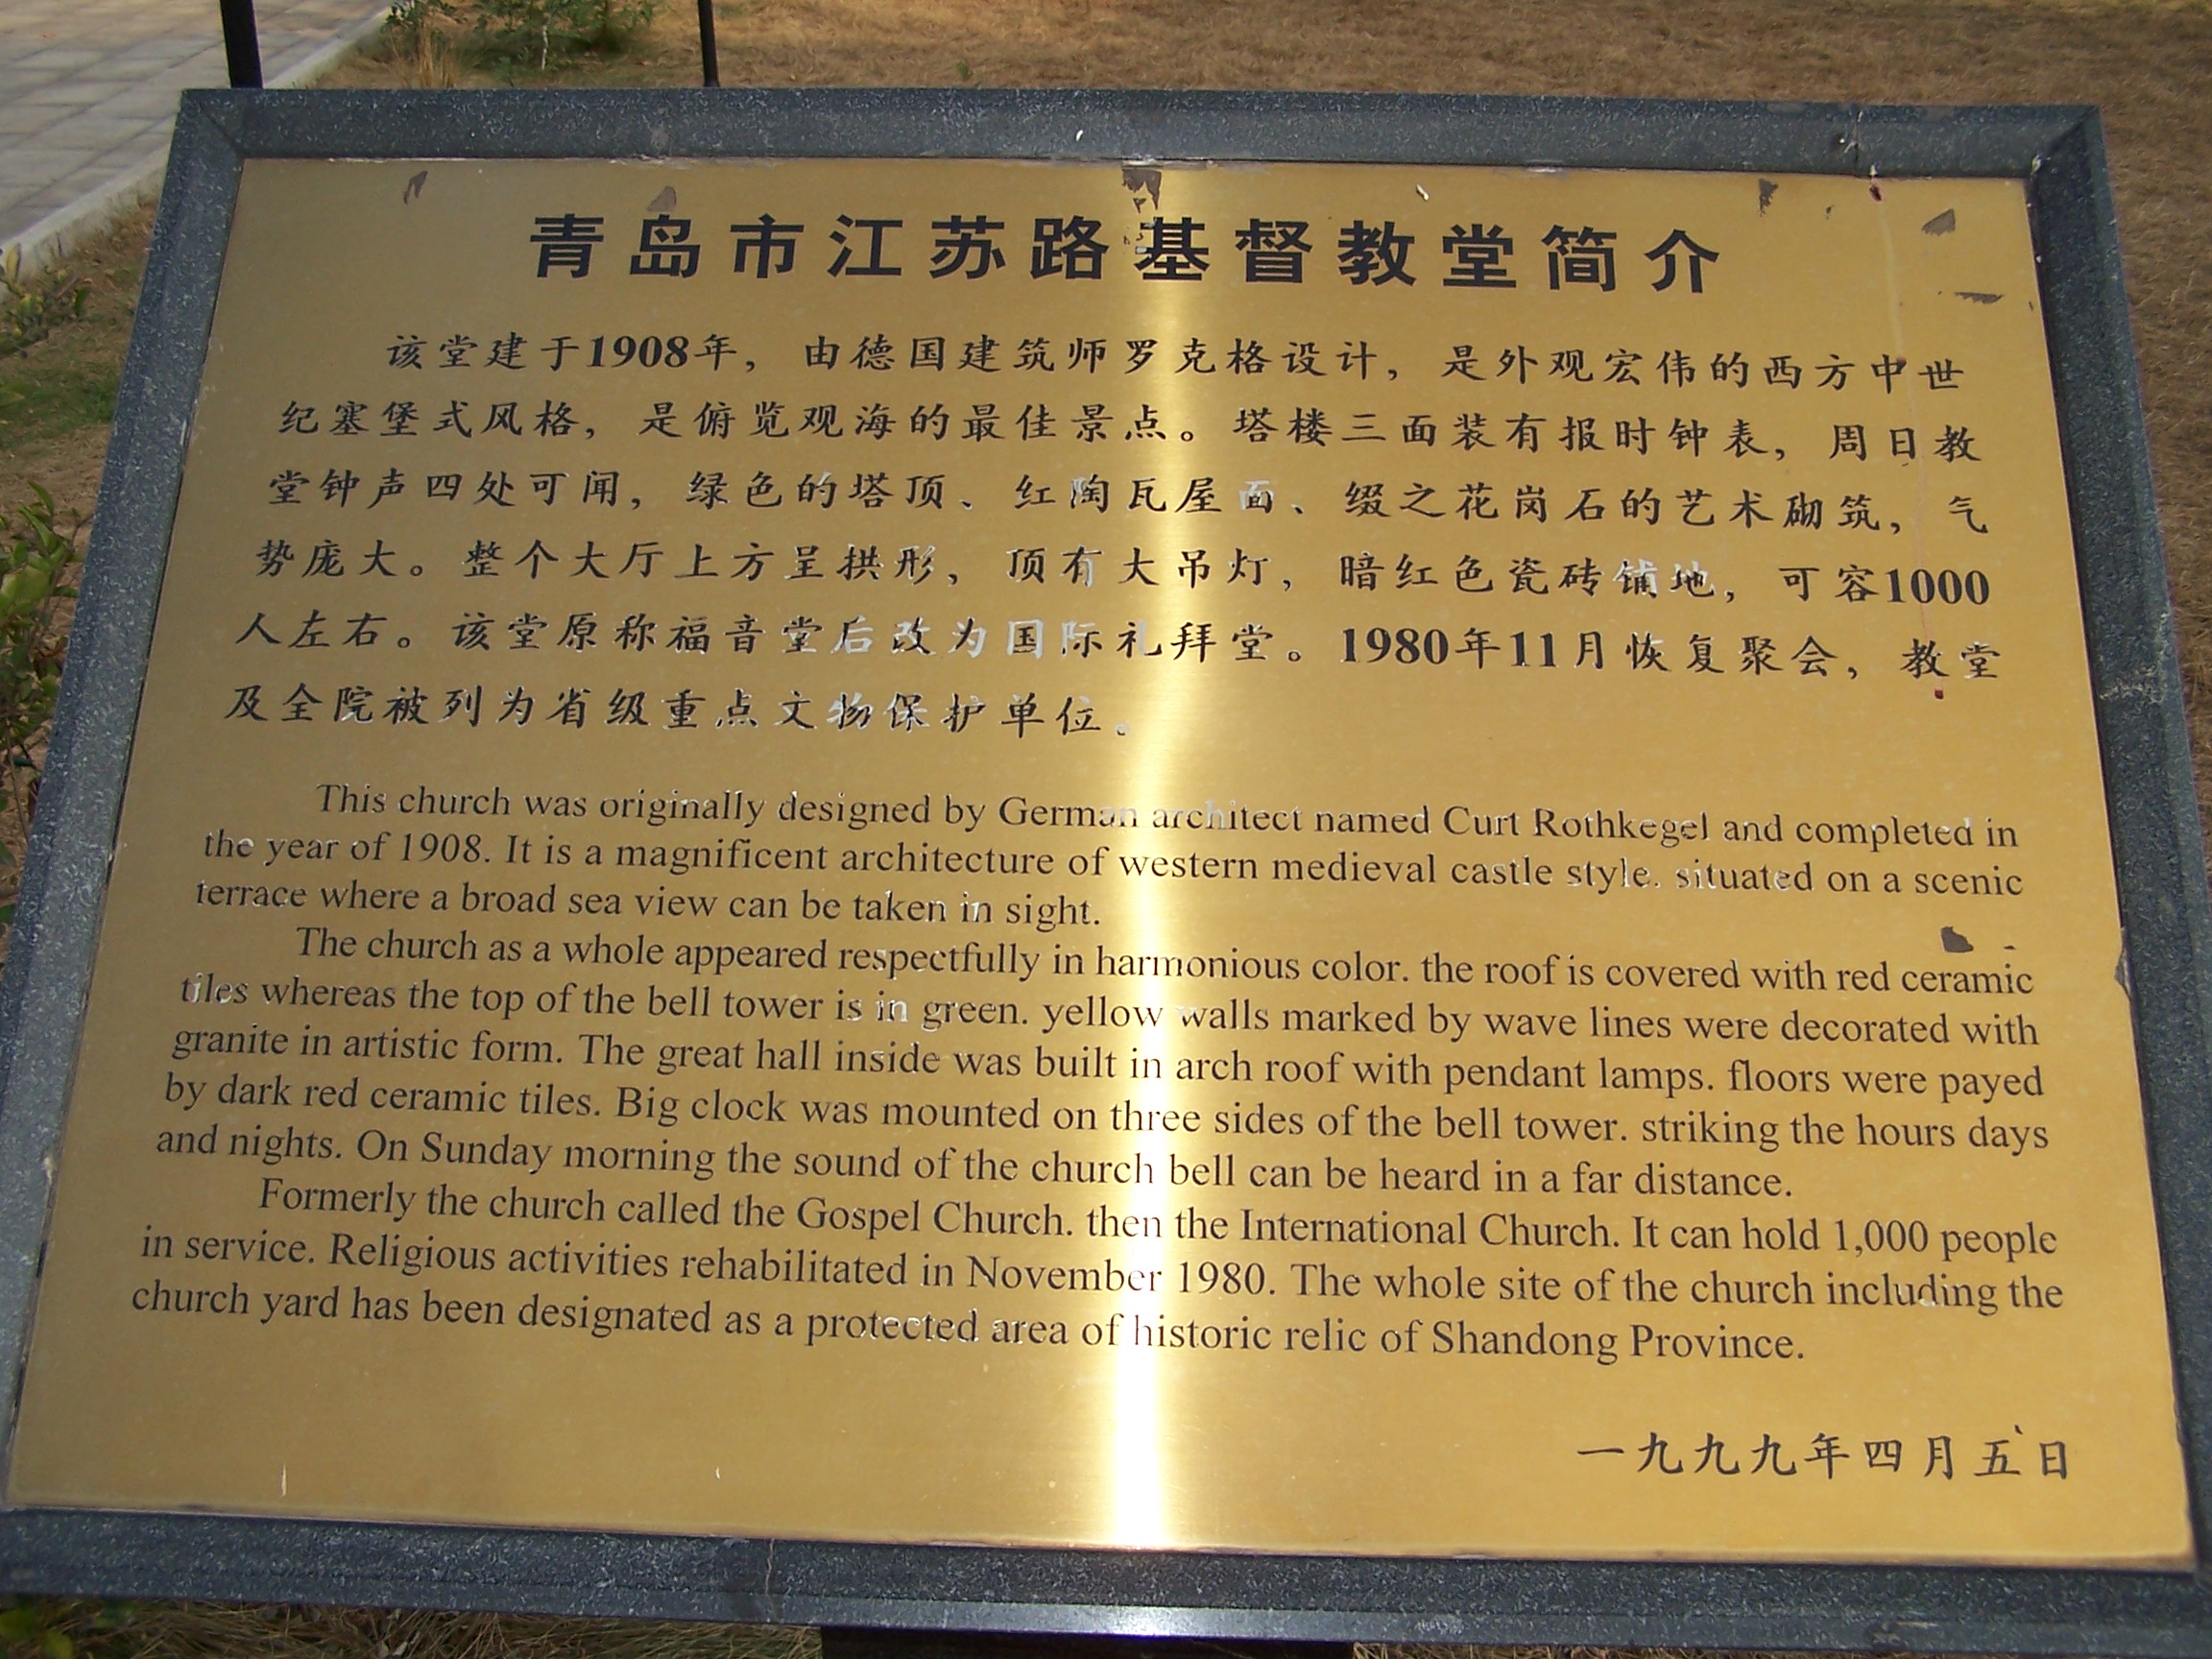 青岛市江苏路基督教堂简介
该堂建于1908年，由德国建筑师罗克格设计，是外观宏伟的西方中世
纪塞堡式风格，是俯览观海的最佳景点。塔楼三面装有报时钟表，周日教
堂钟声四处可闻，绿色的塔顶、红陶瓦屋面、缀之花岗石的艺术砌筑，气
势庞大。整个大厅上方呈拱形，顶有大吊灯，暗红色瓷砖铺地，可容1000
人左右。该堂原称福音堂后改为国际礼拜堂。1980年11月恢复聚会，教堂
及全院被列为省级重点文物保护单位。
This church was originally designed by German architect named Curt Rothkegel and completed in
the year of 1908. It is a magnificent architecture of western medieval castle style. situated on a scenic
terrace where a broad sea view can be taken in sight.
The church as a whole appeared respectfully in harmonious color. the roof is covered with red ceramic
tiles whereas the top of the bell tower is in green. yellow walls marked by wave lines were decorated with
granite in artistic form. The great hall inside was built in arch roof with pendant lamps. floors were payed
by dark red ceramic tiles. Big clock was mounted on three sides of the bell tower. striking the hours days
and nights. On Sunday morning the sound of the church bell can be heard in a far distance.
Formerly the church called the Gospel Church. then the International Church. It can hold 1,000 people
in service. Religious activities rehabilitated in November 1980. The whole site of the church including the
church yard has been designated as a protected area of historic relic of Shandong Province.
一九九九年四月五日